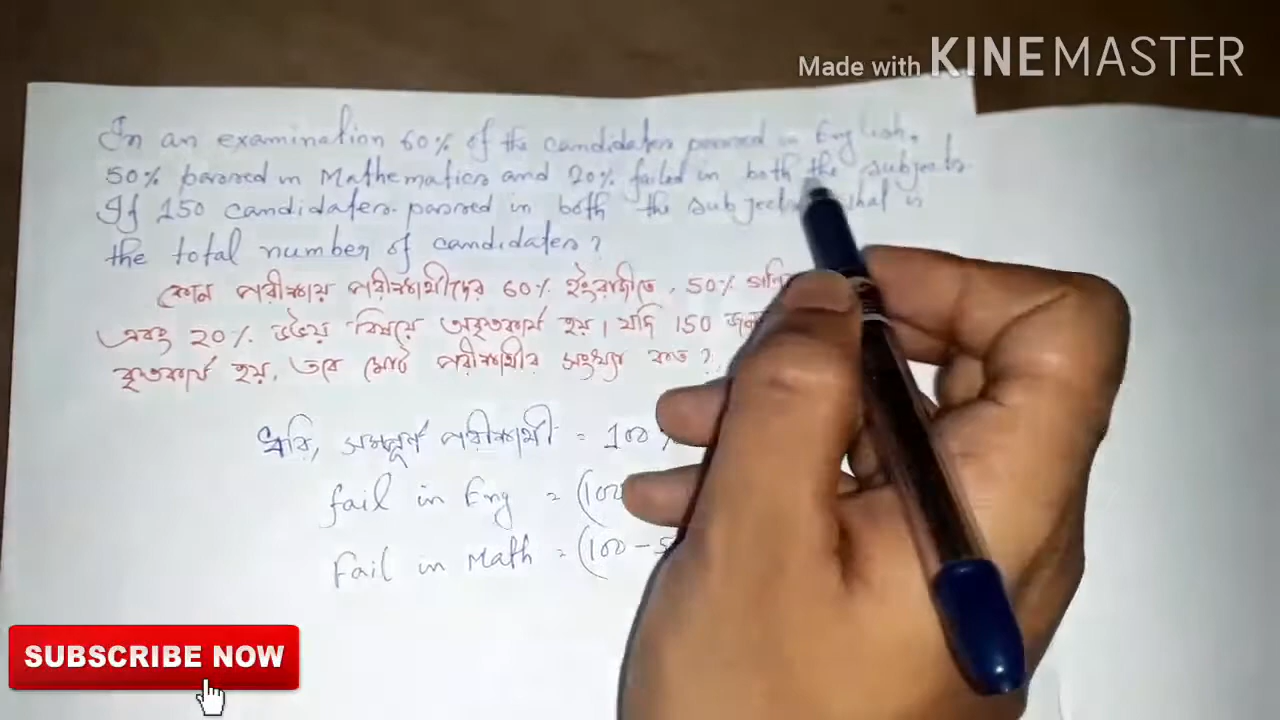 Made with KINEMASTER
In an examination 60% of the candidates passed in English,
50% passed in Mathematics and 20% failed in both the subjects.
If 150 candidates passed in both the subjects what is
the total number of candidates?
কোন পরীক্ষায় পরীক্ষার্থীদের 60% ইংরাজীতে, 50%
এবং 20% উভয় বিষয়ে অকৃতকার্য হয়। যদি 150 জন
কৃতকার্য হয়, তবে মোট পরীক্ষার্থীর সংখ্যা কত?
ধরি, সম্পূর্ণ পরীক্ষার্থী = 100%
fail in Eng = (100
Fail in Math = (100 - 5
SUBSCRIBE NOW